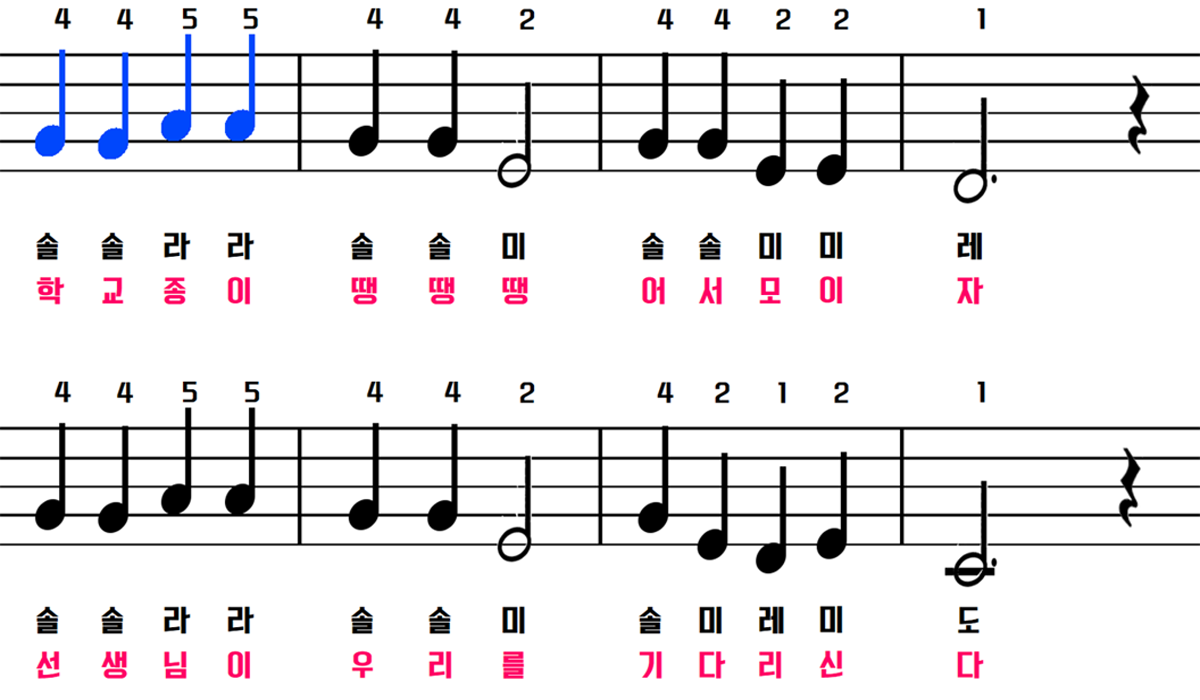 4 4 5 5 4 4 2 4 4 2 2 1
솔 솔 라 라 솔 솔 미 솔 솔 미 미 레
학 교 종 이 땡 땡 땡 어 서 모 이 자
4 4 5 5 4 4 2 4 2 1 2 1
솔 솔 라 라 솔 솔 미 솔 미 레 미 도
선 생 님 이 우 리 를 기 다 리 신 다